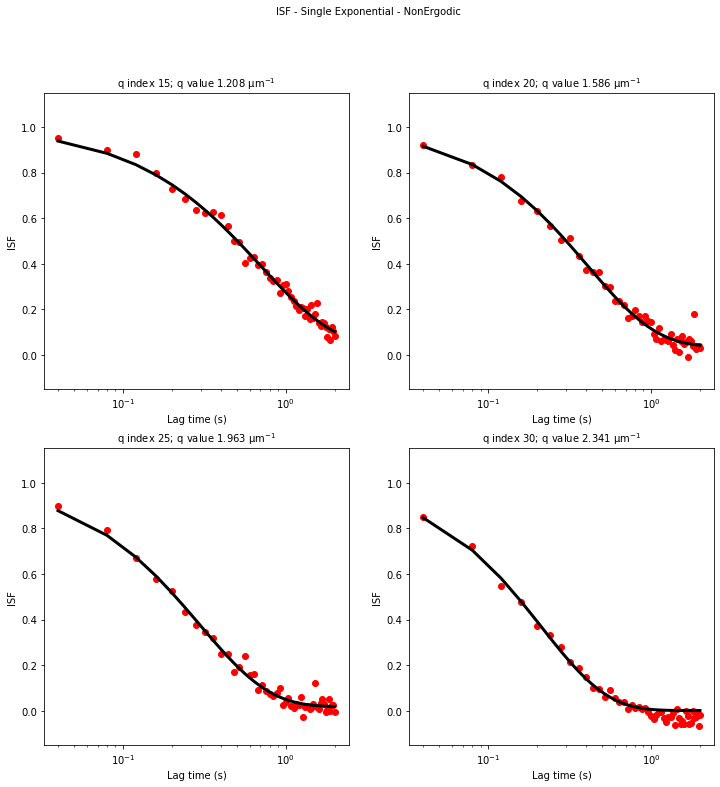 ISF - Single Exponential - NonErgodic
q index 15; q value 1.208 μm⁻¹
q index 20; q value 1.586 μm⁻¹
1.0
0.8
0.6
0.4
0.2
0.0
ISF
10⁻¹
10⁰
Lag time (s)
1.0
0.8
0.6
0.4
0.2
0.0
ISF
10⁻¹
10⁰
Lag time (s)
q index 25; q value 1.963 μm⁻¹
q index 30; q value 2.341 μm⁻¹
1.0
0.8
0.6
0.4
0.2
0.0
ISF
10⁻¹
10⁰
Lag time (s)
1.0
0.8
0.6
0.4
0.2
0.0
ISF
10⁻¹
10⁰
Lag time (s)